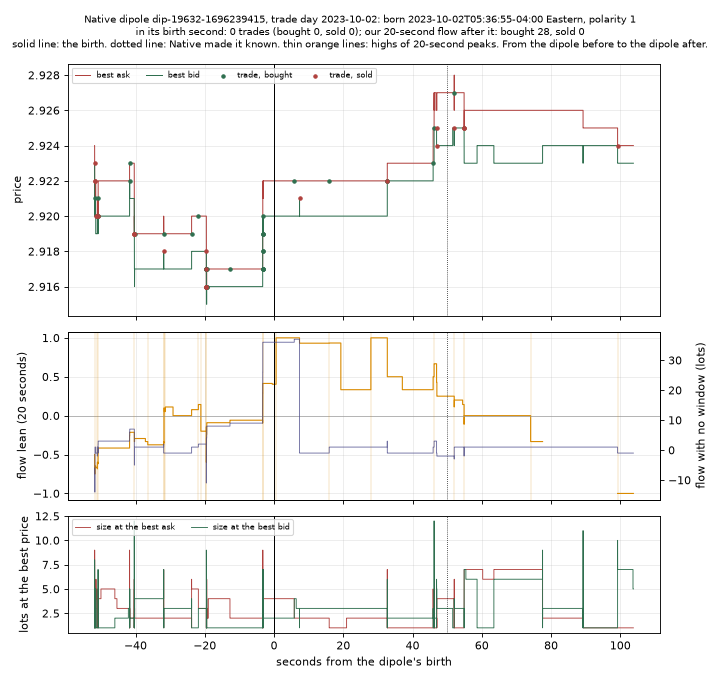 Native dipole dip-19632-1696239415, trade day 2023-10-02: born 2023-10-02T05:36:55-04:00 Eastern, polarity 1
in its birth second: 0 trades (bought 0, sold 0); our 20-second flow after it: bought 28, sold 0
solid line: the birth. dotted line: Native made it known. thin orange lines: highs of 20-second peaks. From the dipole before to the dipole after.
best ask
best bid
trade, bought
trade, sold
2.928
2.926
2.924
2.922
2.920
2.918
2.916
price
1.0
0.5
0.0
−0.5
−1.0
flow lean (20 seconds)
30
20
10
0
−10
flow with no window (lots)
size at the best ask
size at the best bid
12.5
10.0
7.5
5.0
2.5
lots at the best price
−40
−20
0
20
40
60
80
100
seconds from the dipole's birth